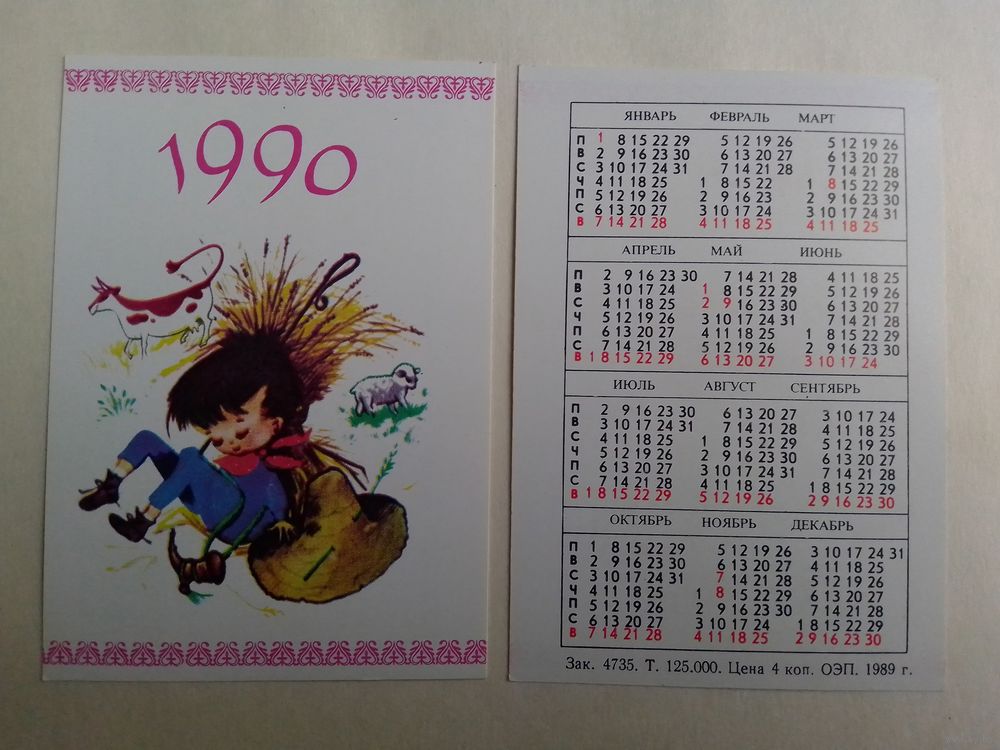 1990
ЯНВАРЬ ФЕВРАЛЬ МАРТ
П 1 8 15 22 29 5 12 19 26 5 12 19 26
В 2 9 16 23 30 6 13 20 27 6 13 20 27
С 3 10 17 24 31 7 14 21 28 7 14 21 28
Ч 4 11 18 25 1 8 15 22 1 8 15 22 29
П 5 12 19 26 2 9 16 23 2 9 16 23 30
С 6 13 20 27 3 10 17 24 3 10 17 24 31
В 7 14 21 28 4 11 18 25 4 11 18 25
АПРЕЛЬ МАЙ ИЮНЬ
П 2 9 16 23 30 7 14 21 28 4 11 18 25
В 3 10 17 24 1 8 15 22 29 5 12 19 26
С 4 11 18 25 2 9 16 23 30 6 13 20 27
Ч 5 12 19 26 3 10 17 24 31 7 14 21 28
П 6 13 20 27 4 11 18 25 1 8 15 22 29
С 7 14 21 28 5 12 19 26 2 9 16 23 30
В 1 8 15 22 29 6 13 20 27 3 10 17 24
ИЮЛЬ АВГУСТ СЕНТЯБРЬ
П 2 9 16 23 30 6 13 20 27 3 10 17 24
В 3 10 17 24 31 7 14 21 28 4 11 18 25
С 4 11 18 25 1 8 15 22 29 5 12 19 26
Ч 5 12 19 26 2 9 16 23 30 6 13 20 27
П 6 13 20 27 3 10 17 24 31 7 14 21 28
С 7 14 21 28 4 11 18 25 1 8 15 22 29
В 1 8 15 22 29 5 12 19 26 2 9 16 23 30
ОКТЯБРЬ НОЯБРЬ ДЕКАБРЬ
П 1 8 15 22 29 5 12 19 26 3 10 17 24 31
В 2 9 16 23 30 6 13 20 27 4 11 18 25
С 3 10 17 24 31 7 14 21 28 5 12 19 26
Ч 4 11 18 25 1 8 15 22 29 6 13 20 27
П 5 12 19 26 2 9 16 23 30 7 14 21 28
С 6 13 20 27 3 10 17 24 1 8 15 22 29
В 7 14 21 28 4 11 18 25 2 9 16 23 30
Зак. 4735. Т. 125.000. Цена 4 коп. ОЭП. 1989 г.